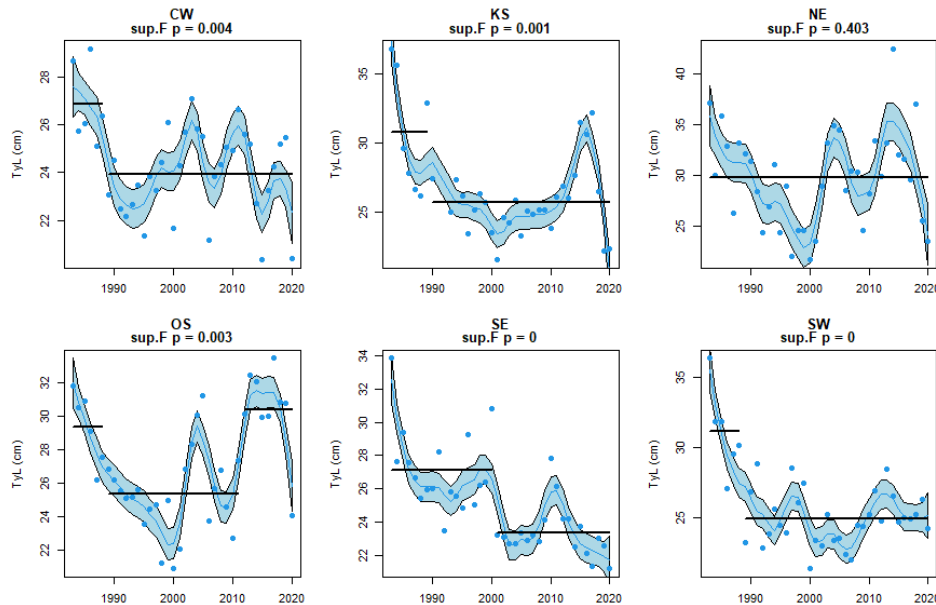 CW
sup.F p = 0.004
TyL (cm)
28
26
24
22
1990
2000
2010
2020
KS
sup.F p = 0.001
TyL (cm)
35
30
25
1990
2000
2010
2020
NE
sup.F p = 0.403
TyL (cm)
40
35
30
25
1990
2000
2010
2020
OS
sup.F p = 0.003
TyL (cm)
32
30
28
26
24
22
1990
2000
2010
2020
SE
sup.F p = 0
TyL (cm)
34
32
30
28
26
24
22
1990
2000
2010
2020
SW
sup.F p = 0
TyL (cm)
35
30
25
1990
2000
2010
2020